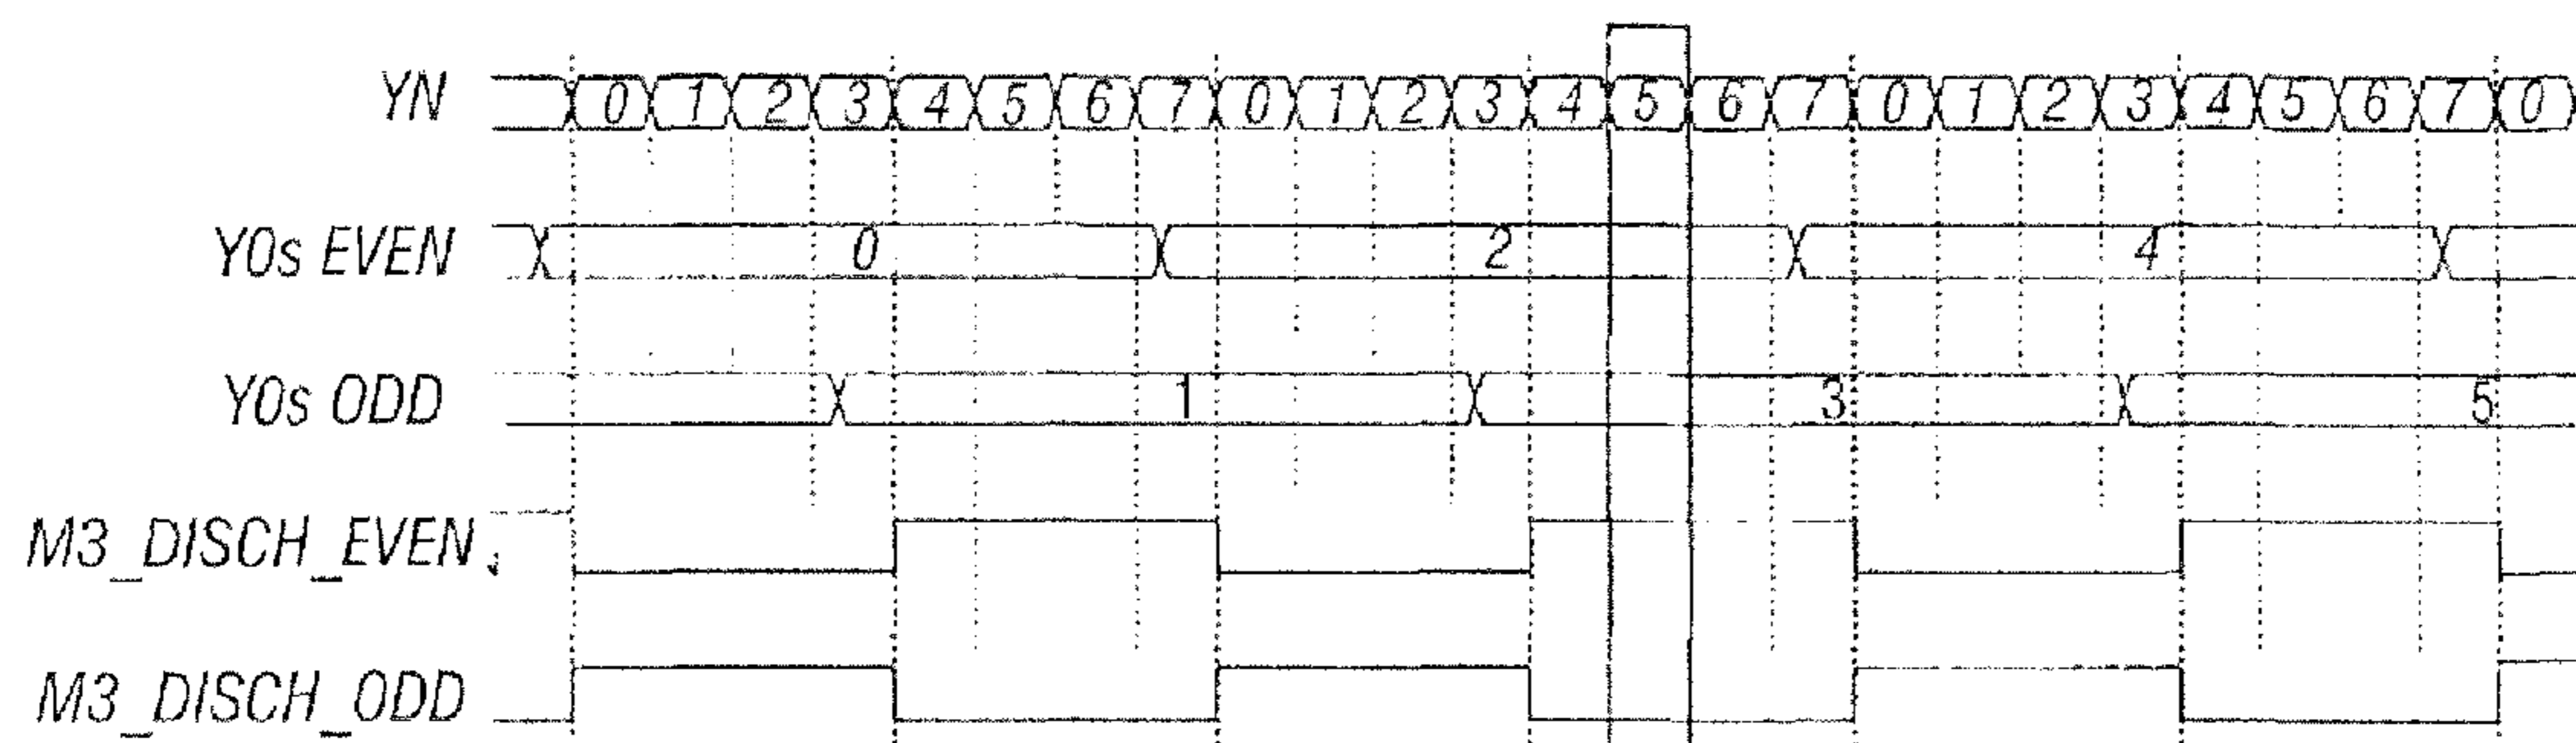 YN 0 1 2 3 4 5 6 7 0 1 2 3 4 5 6 7 0 1 2 3 4 5 6 7 0
Y0s EVEN 0 2 4
Y0s ODD 1 3 5
M3_DISCH_EVEN
M3_DISCH_ODD